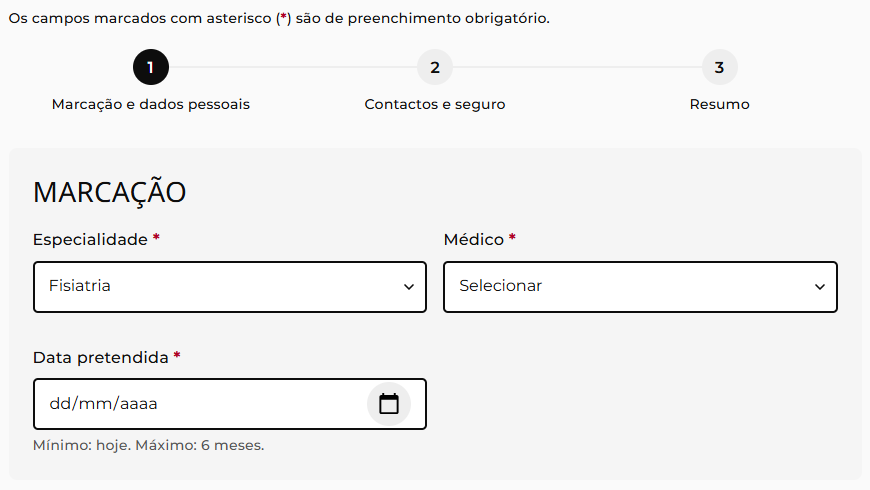 Os campos marcados com asterisco (*) são de preenchimento obrigatório.
1 2 3
Marcação e dados pessoais Contactos e seguro Resumo
MARCAÇÃO
Especialidade * Médico *
Fisiatria Selecionar
Data pretendida *
dd/mm/aaaa
Mínimo: hoje. Máximo: 6 meses.